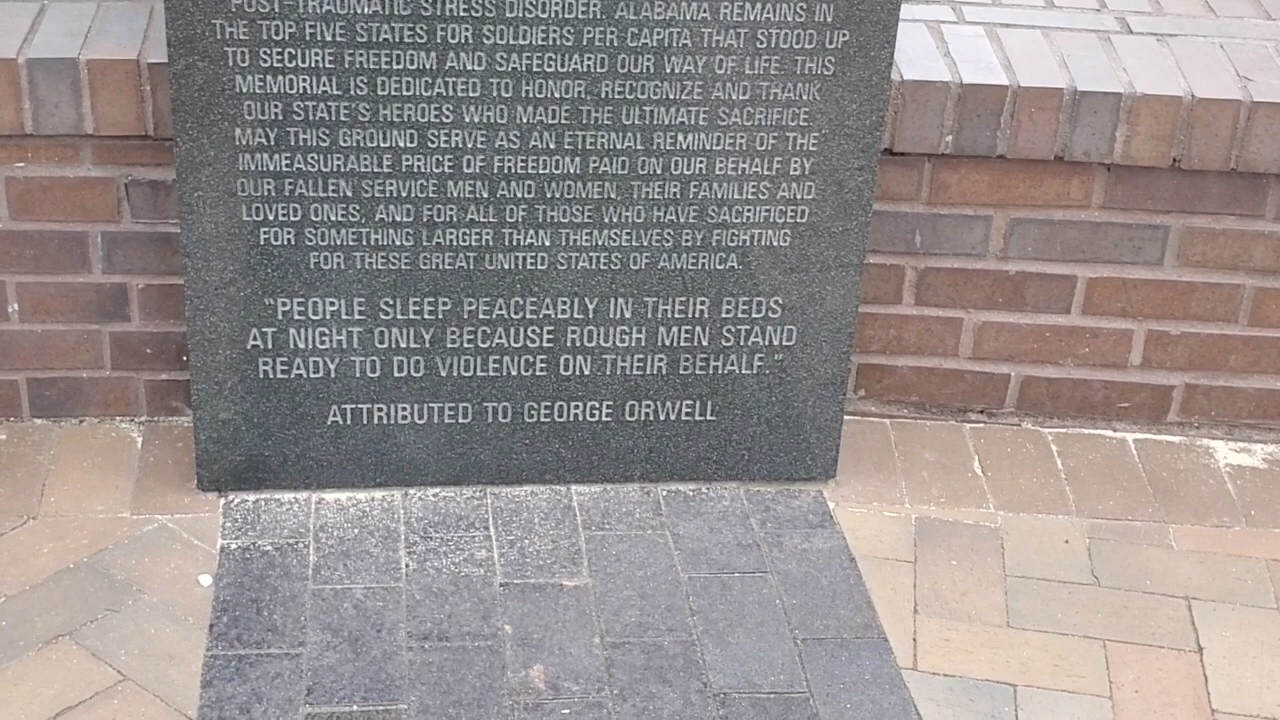 POST-TRAUMATIC STRESS DISORDER. ALABAMA REMAINS IN
THE TOP FIVE STATES FOR SOLDIERS PER CAPITA THAT STOOD UP
TO SECURE FREEDOM AND SAFEGUARD OUR WAY OF LIFE. THIS
MEMORIAL IS DEDICATED TO HONOR, RECOGNIZE AND THANK
OUR STATE'S HEROES WHO MADE THE ULTIMATE SACRIFICE.
MAY THIS GROUND SERVE AS AN ETERNAL REMINDER OF THE
IMMEASURABLE PRICE OF FREEDOM PAID ON OUR BEHALF BY
OUR FALLEN SERVICE MEN AND WOMEN, THEIR FAMILIES AND
LOVED ONES, AND FOR ALL OF THOSE WHO HAVE SACRIFICED
FOR SOMETHING LARGER THAN THEMSELVES BY FIGHTING
FOR THESE GREAT UNITED STATES OF AMERICA.
"PEOPLE SLEEP PEACEABLY IN THEIR BEDS
AT NIGHT ONLY BECAUSE ROUGH MEN STAND
READY TO DO VIOLENCE ON THEIR BEHALF."
ATTRIBUTED TO GEORGE ORWELL